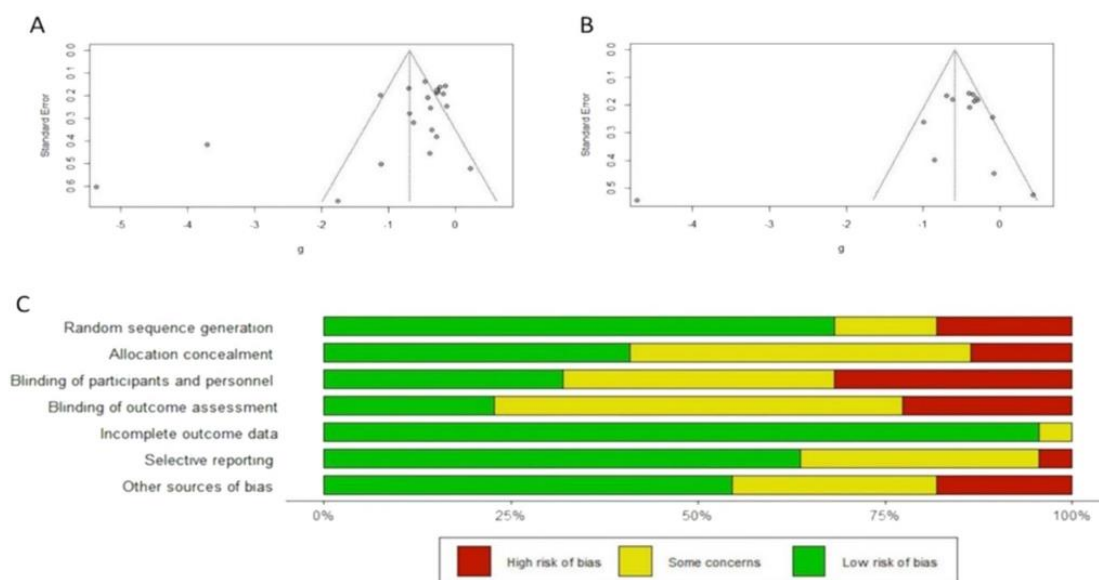 A
B
Standard Error
0.0
0.1
0.2
0.3
0.4
0.5
0.6
-5
-4
-3
-2
-1
0
g
Standard Error
0.0
0.1
0.2
0.3
0.4
0.5
-4
-3
-2
-1
0
g
C
Random sequence generation
Allocation concealment
Blinding of participants and personnel
Blinding of outcome assessment
Incomplete outcome data
Selective reporting
Other sources of bias
0% 25% 50% 75% 100%
High risk of bias Some concerns Low risk of bias